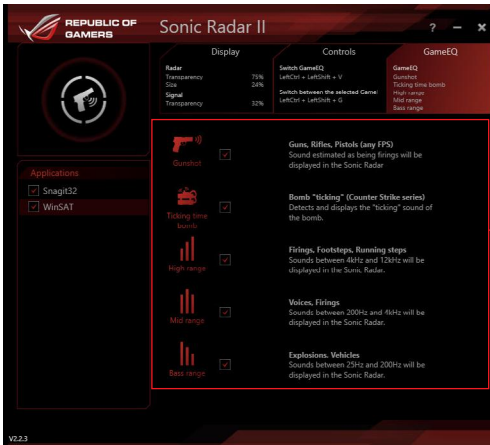 REPUBLIC OF
GAMERS
Sonic Radar II
? − ×
Display
Radar
Transparency 75%
Size 24%
Signal
Transparency 32%
Controls
Switch GameEQ
LeftCtrl + LeftShift + V
Switch between the selected Game
LeftCtrl + LeftShift + G
GameEQ
GameEQ
Gunshot
Ticking time bomb
High range
Mid range
Bass range
Applications
Snagit32
WinSAT
Gunshot
Guns, Rifles, Pistols (any FPS)
Sound estimated as being firings will be
displayed in the Sonic Radar
Ticking time
bomb
Bomb "ticking" (Counter Strike series)
Detects and displays the "ticking" sound of
the bomb.
High range
Firings, Footsteps, Running
steps
Sounds between 4kHz and 12kHz will be
displayed in the Sonic Radar.
Mid range
Voices, Firings
Sounds between 200Hz and 4kHz will be
displayed in the Sonic Radar.
Bass range
Explosions. Vehicles
Sounds between 25Hz and 200Hz will be
displayed in the Sonic Radar.
V2.2.3